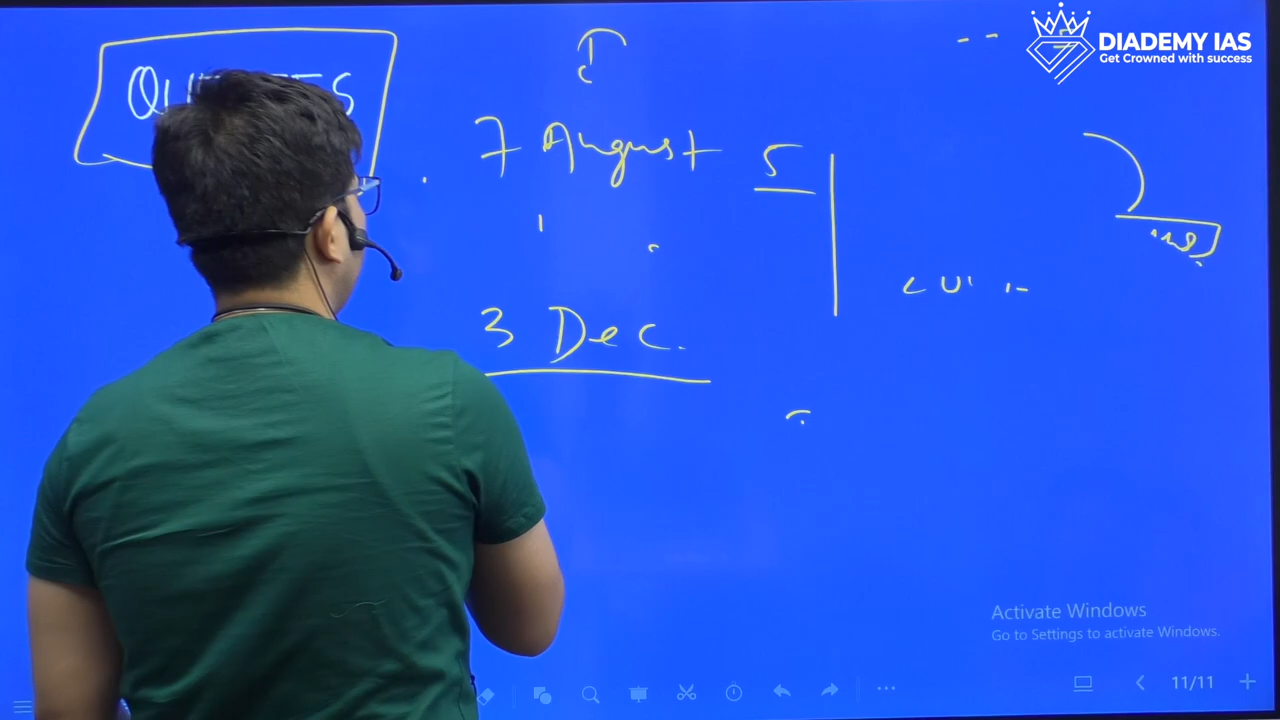 DIADEMY IAS
Get Crowned with success
7 August 5
3 Dec.
Activate Windows
Go to Settings to activate Windows.
11/11